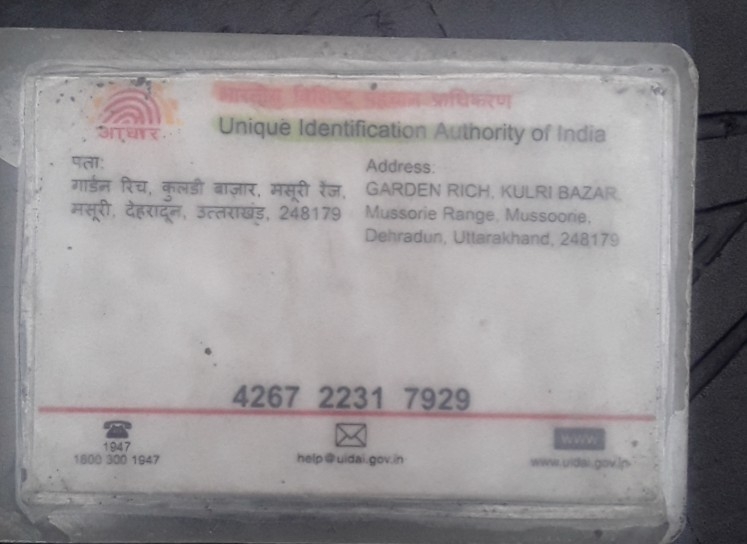 भारतीय विशिष्ट पहचान प्राधिकरण
आधार
Unique Identification Authority of India
पता:
गार्डन रिच, कुलडी बाज़ार, मसूरी रेंज,
मसूरी, देहरादून, उत्तराखंड, 248179
Address:
GARDEN RICH, KULRI BAZAR,
Mussorie Range, Mussoorie,
Dehradun, Uttarakhand, 248179
4267 2231 7929
1947
1800 300 1947
help@uidai.gov.in
WWW
www.uidai.gov.in